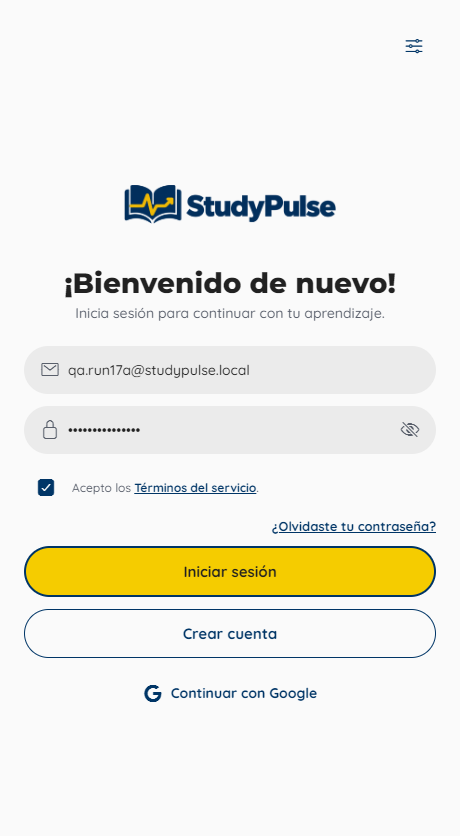 StudyPulse
¡Bienvenido de nuevo!
Inicia sesión para continuar con tu aprendizaje.
qa.run17a@studypulse.local
•••••••••••••••
Acepto los Términos del servicio.
¿Olvidaste tu contraseña?
Iniciar sesión
Crear cuenta
Continuar con Google